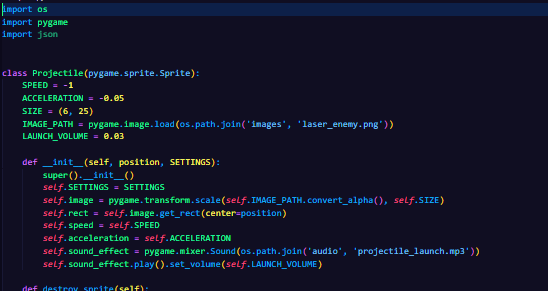 import os
import pygame
import json
class Projectile(pygame.sprite.Sprite):
    SPEED = -1
    ACCELERATION = -0.05
    SIZE = (6, 25)
    IMAGE_PATH = pygame.image.load(os.path.join('images', 'laser_enemy.png'))
    LAUNCH_VOLUME = 0.03
    def __init__(self, position, SETTINGS):
        super().__init__()
        self.SETTINGS = SETTINGS
        self.image = pygame.transform.scale(self.IMAGE_PATH.convert_alpha(), self.SIZE)
        self.rect = self.image.get_rect(center=position)
        self.speed = self.SPEED
        self.acceleration = self.ACCELERATION
        self.sound_effect = pygame.mixer.Sound(os.path.join('audio', 'projectile_launch.mp3'))
        self.sound_effect.play().set_volume(self.LAUNCH_VOLUME)
    def destroy_sprite(self):